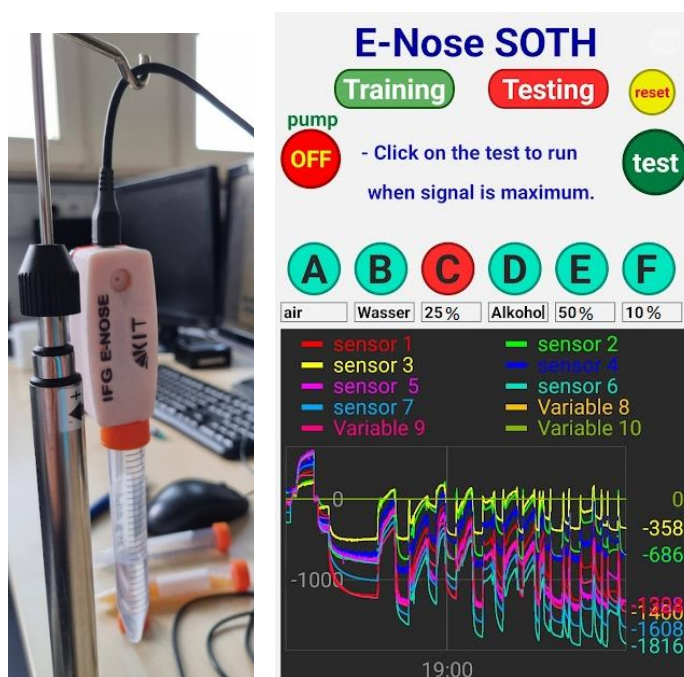 IFG E-NOSE
KIT
E-Nose SOTH
Training Testing reset
pump
OFF
- Click on the test to run
when signal is maximum.
test
A B C D E F
air Wasser 25% Alkohol 50% 10%
sensor 1 sensor 2
sensor 3 sensor 4
sensor 5 sensor 6
sensor 7 Variable 8
Variable 9 Variable 10
0 0
-358
-686
-1000
-1608
-1816
19:00